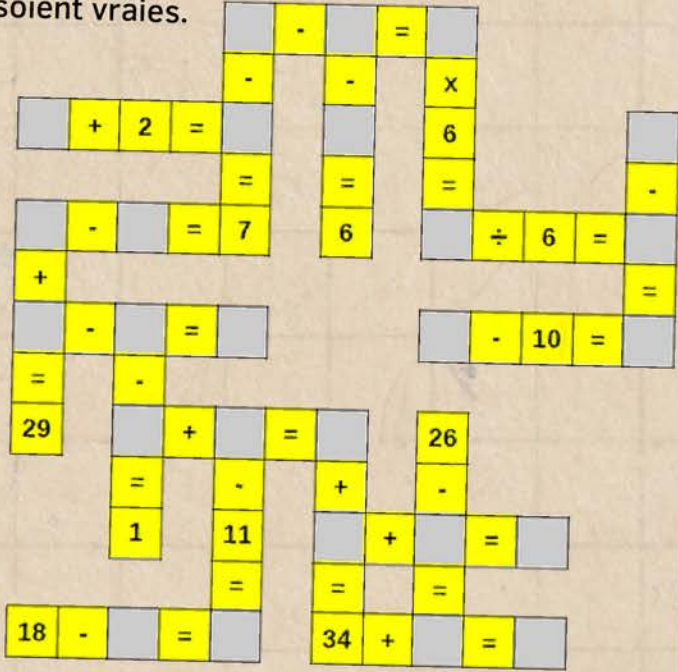 soient vraies.
- =
- - x
+ 2 = 6
= = = -
- = 7 6 ÷ 6 =
+ =
- = - 10 =
= -
29 + = 26
= - + -
1 11 + =
= = =
18 - = 34 + =